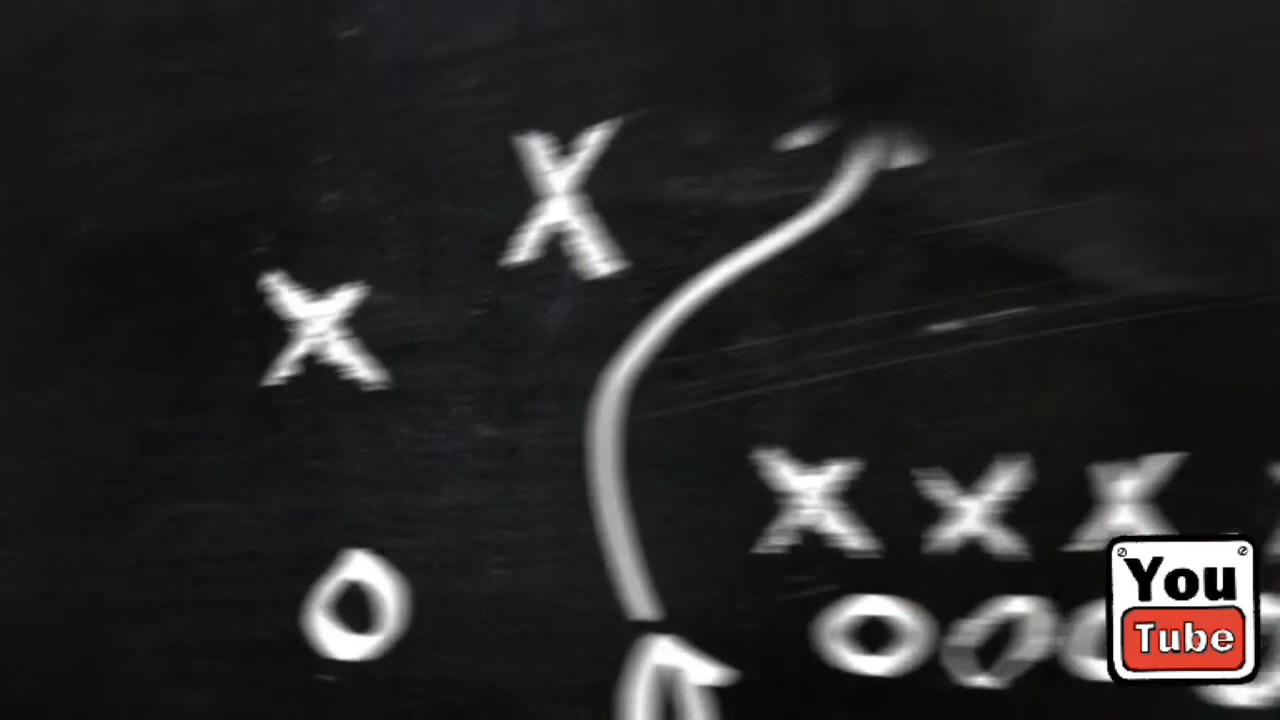 X
X
X X X
O O O O
You
Tube